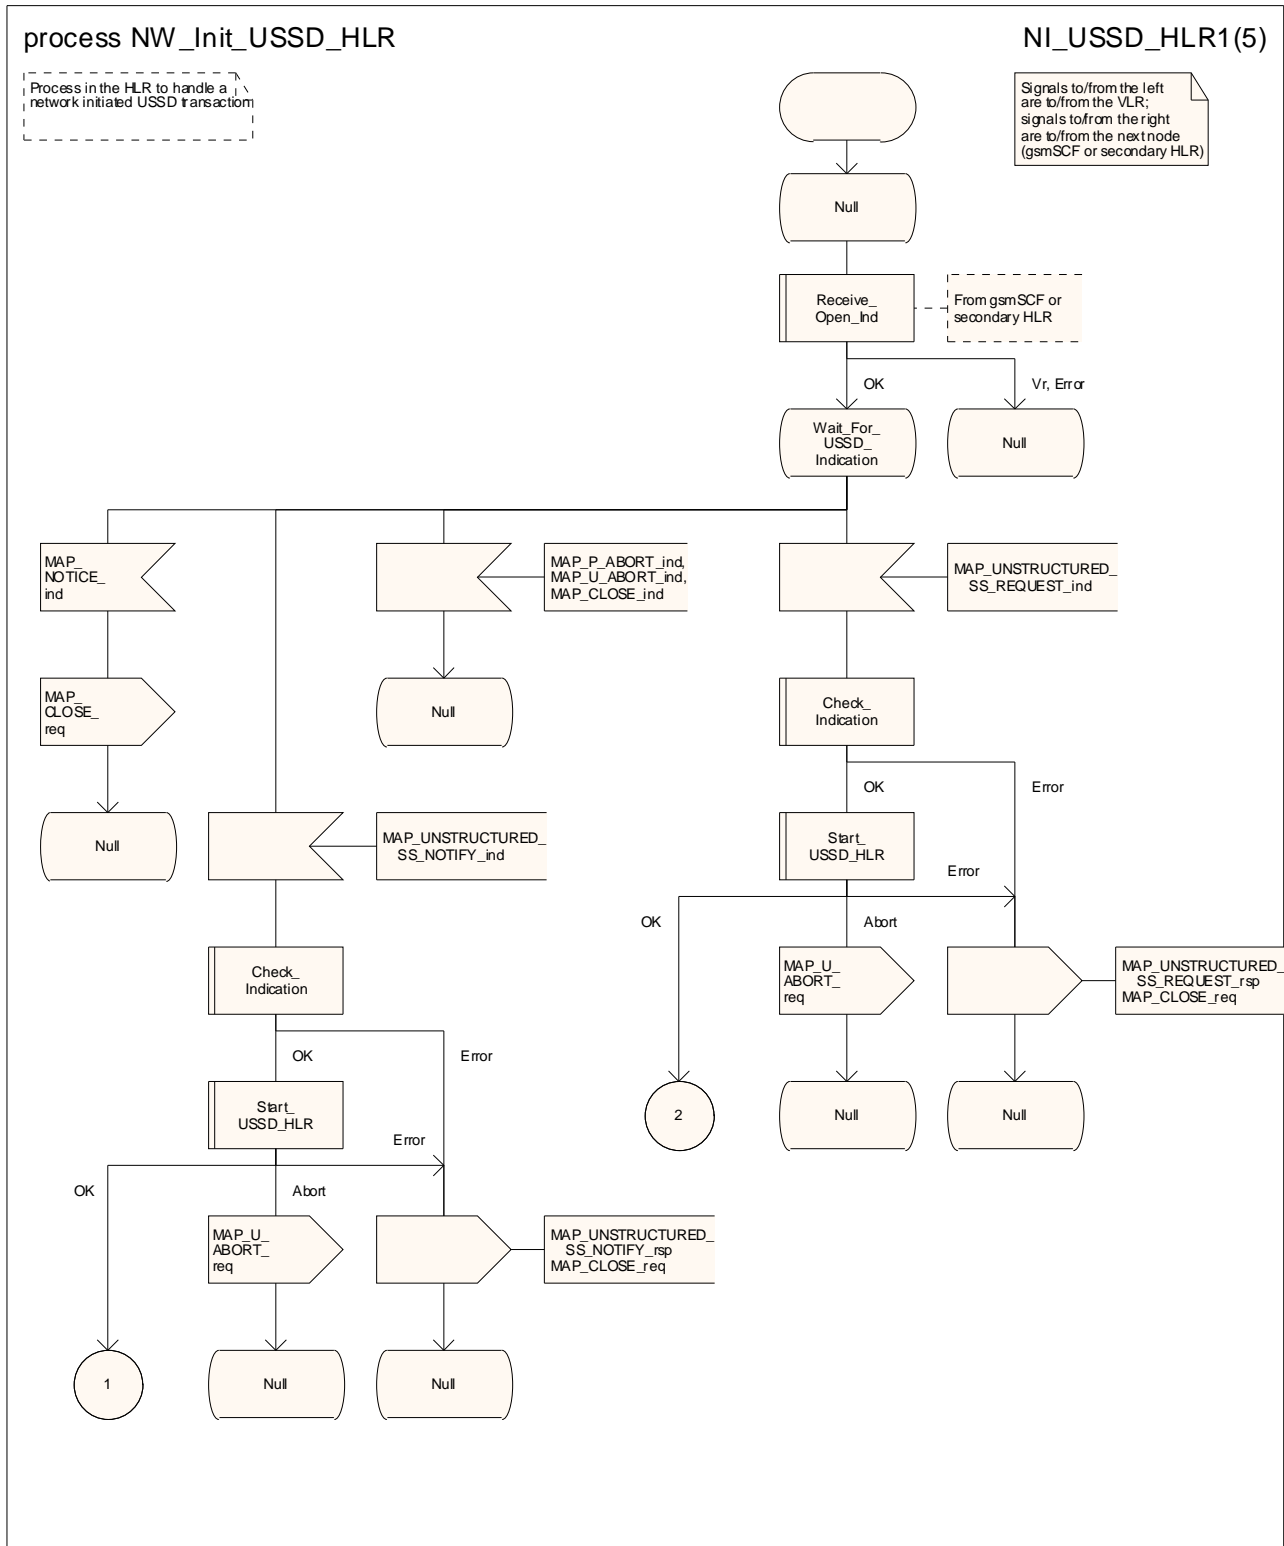 process NW_Init_USSD_HLR
NI_USSD_HLR1(5)
Process in the HLR to handle a
network initiated USSD transaction
Signals to/from the left
are to/from the VLR;
signals to/from the right
are to/from the next node
(gsmSCF or secondary HLR)
Null
Receive_
Open_Ind
From gsmSCF or
secondary HLR
OK
Vr, Error
Wait_For_
USSD_
Indication
Null
MAP_
NOTICE_
ind
MAP_P_ABORT_ind,
MAP_U_ABORT_ind,
MAP_CLOSE_ind
MAP_UNSTRUCTURED_
SS_REQUEST_ind
MAP_
CLOSE_
req
Null
Check_
Indication
OK
Error
Null
MAP_UNSTRUCTURED_
SS_NOTIFY_ind
Start_
USSD_HLR
Error
OK
Abort
Check_
Indication
MAP_U_
ABORT_
req
MAP_UNSTRUCTURED_
SS_REQUEST_rsp
MAP_CLOSE_req
OK
Error
Start_
USSD_HLR
2
Null
Null
Error
OK
Abort
MAP_U_
ABORT_
req
MAP_UNSTRUCTURED_
SS_NOTIFY_rsp
MAP_CLOSE_req
1
Null
Null